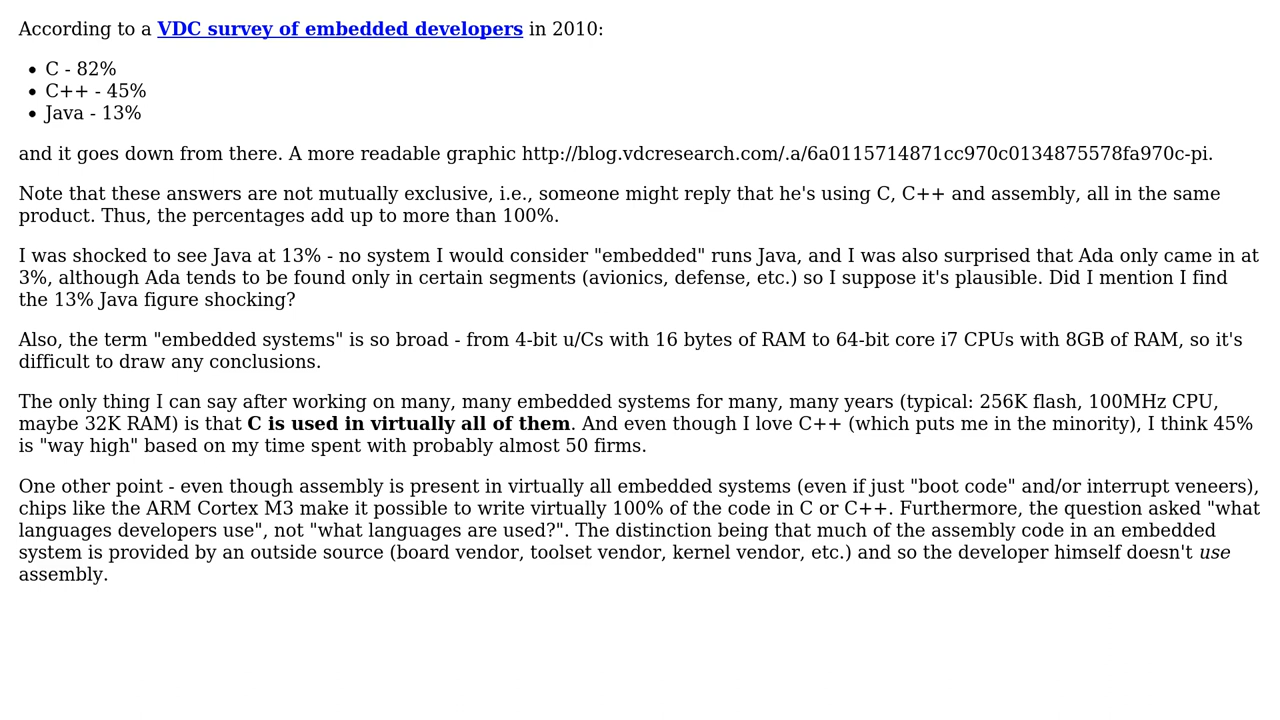 According to a VDC survey of embedded developers in 2010:
• C - 82%
• C++ - 45%
• Java - 13%
and it goes down from there. A more readable graphic http://blog.vdcresearch.com/.a/6a0115714871cc970c0134875578fa970c-pi.
Note that these answers are not mutually exclusive, i.e., someone might reply that he's using C, C++ and assembly, all in the same
product. Thus, the percentages add up to more than 100%.
I was shocked to see Java at 13% - no system I would consider "embedded" runs Java, and I was also surprised that Ada only came in at
3%, although Ada tends to be found only in certain segments (avionics, defense, etc.) so I suppose it's plausible. Did I mention I find
the 13% Java figure shocking?
Also, the term "embedded systems" is so broad - from 4-bit u/Cs with 16 bytes of RAM to 64-bit core i7 CPUs with 8GB of RAM, so it's
difficult to draw any conclusions.
The only thing I can say after working on many, many embedded systems for many, many years (typical: 256K flash, 100MHz CPU,
maybe 32K RAM) is that C is used in virtually all of them. And even though I love C++ (which puts me in the minority), I think 45%
is "way high" based on my time spent with probably almost 50 firms.
One other point - even though assembly is present in virtually all embedded systems (even if just "boot code" and/or interrupt veneers),
chips like the ARM Cortex M3 make it possible to write virtually 100% of the code in C or C++. Furthermore, the question asked "what
languages developers use", not "what languages are used?". The distinction being that much of the assembly code in an embedded
system is provided by an outside source (board vendor, toolset vendor, kernel vendor, etc.) and so the developer himself doesn't use
assembly.